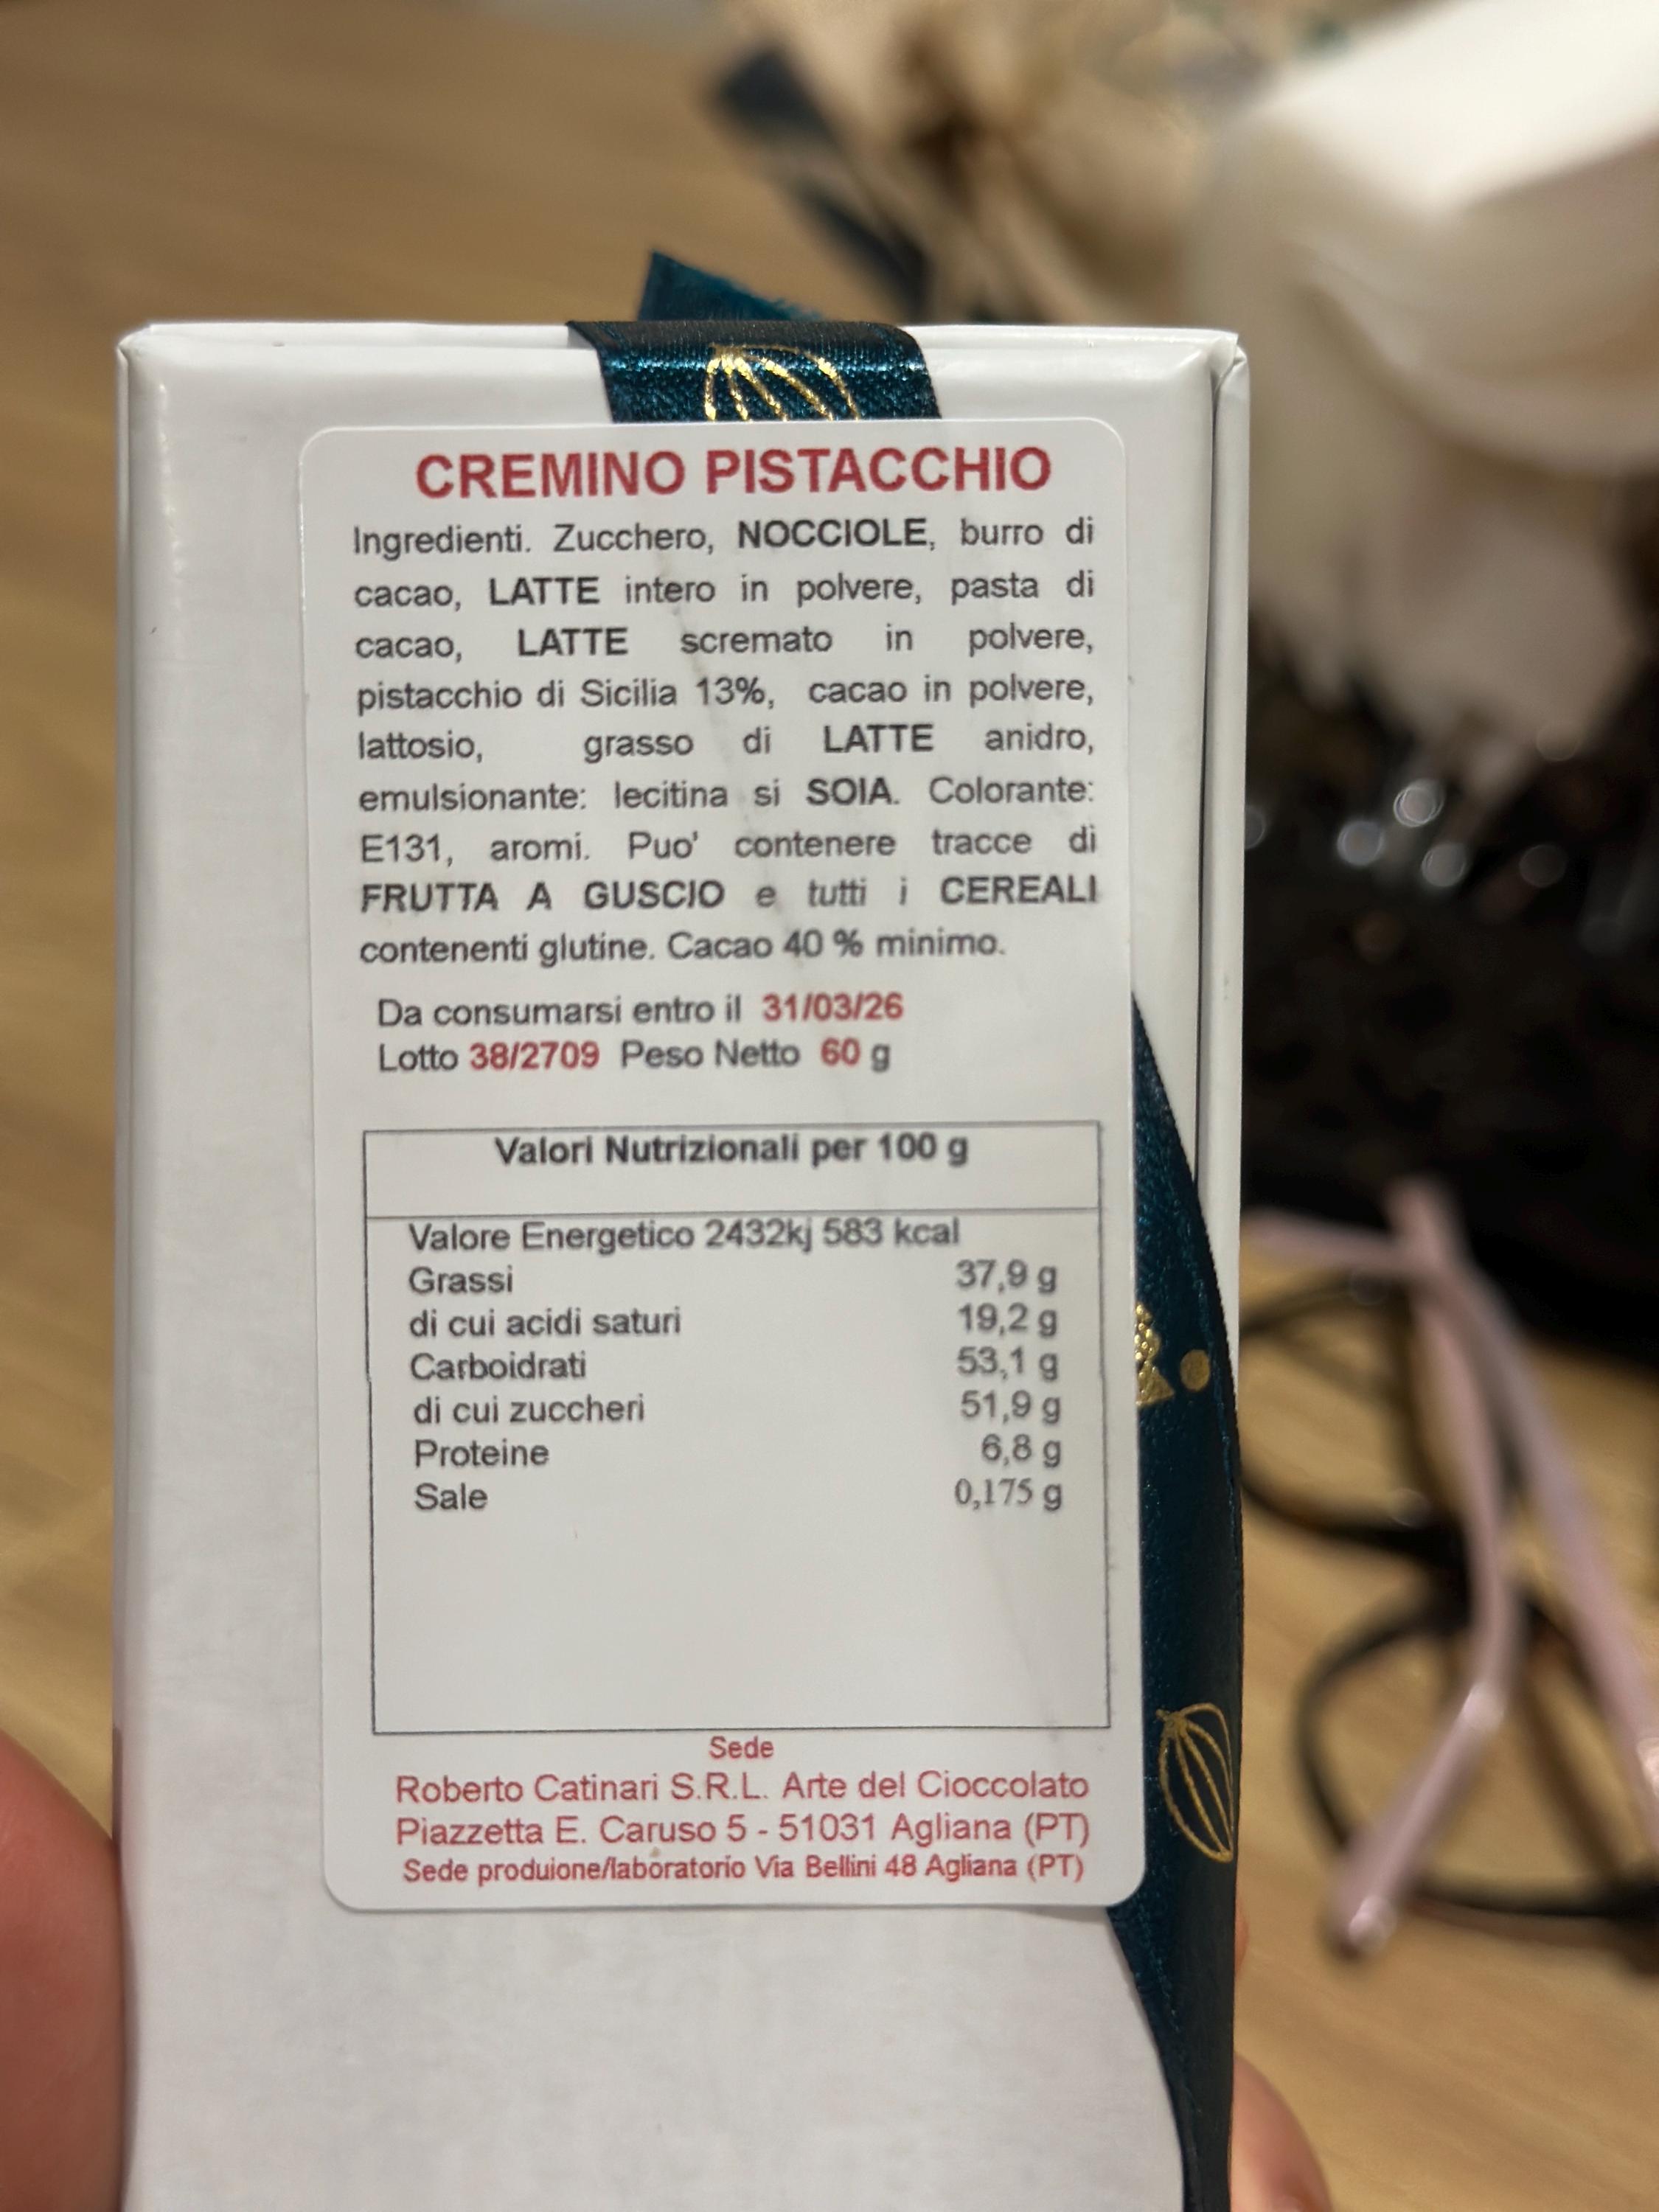 CREMINO PISTACCHIO
Ingredienti. Zucchero, NOCCIOLE, burro di
cacao, LATTE intero in polvere, pasta di
cacao, LATTE scremato in polvere,
pistacchio di Sicilia 13%, cacao in polvere,
lattosio, grasso di LATTE anidro,
emulsionante: lecitina si SOIA. Colorante:
E131, aromi. Puo' contenere tracce di
FRUTTA A GUSCIO e tutti i CEREALI
contenenti glutine. Cacao 40 % minimo.
Da consumarsi entro il 31/03/26
Lotto 38/2709 Peso Netto 60 g
Valori Nutrizionali per 100 g
Valore Energetico 2432kj 583 kcal
Grassi 37,9 g
di cui acidi saturi 19,2 g
Carboidrati 53,1 g
di cui zuccheri 51,9 g
Proteine 6,8 g
Sale 0,175 g
Sede
Roberto Catinari S.R.L. Arte del Cioccolato
Piazzetta E. Caruso 5 - 51031 Agliana (PT)
Sede produione/laboratorio Via Bellini 48 Agliana (PT)